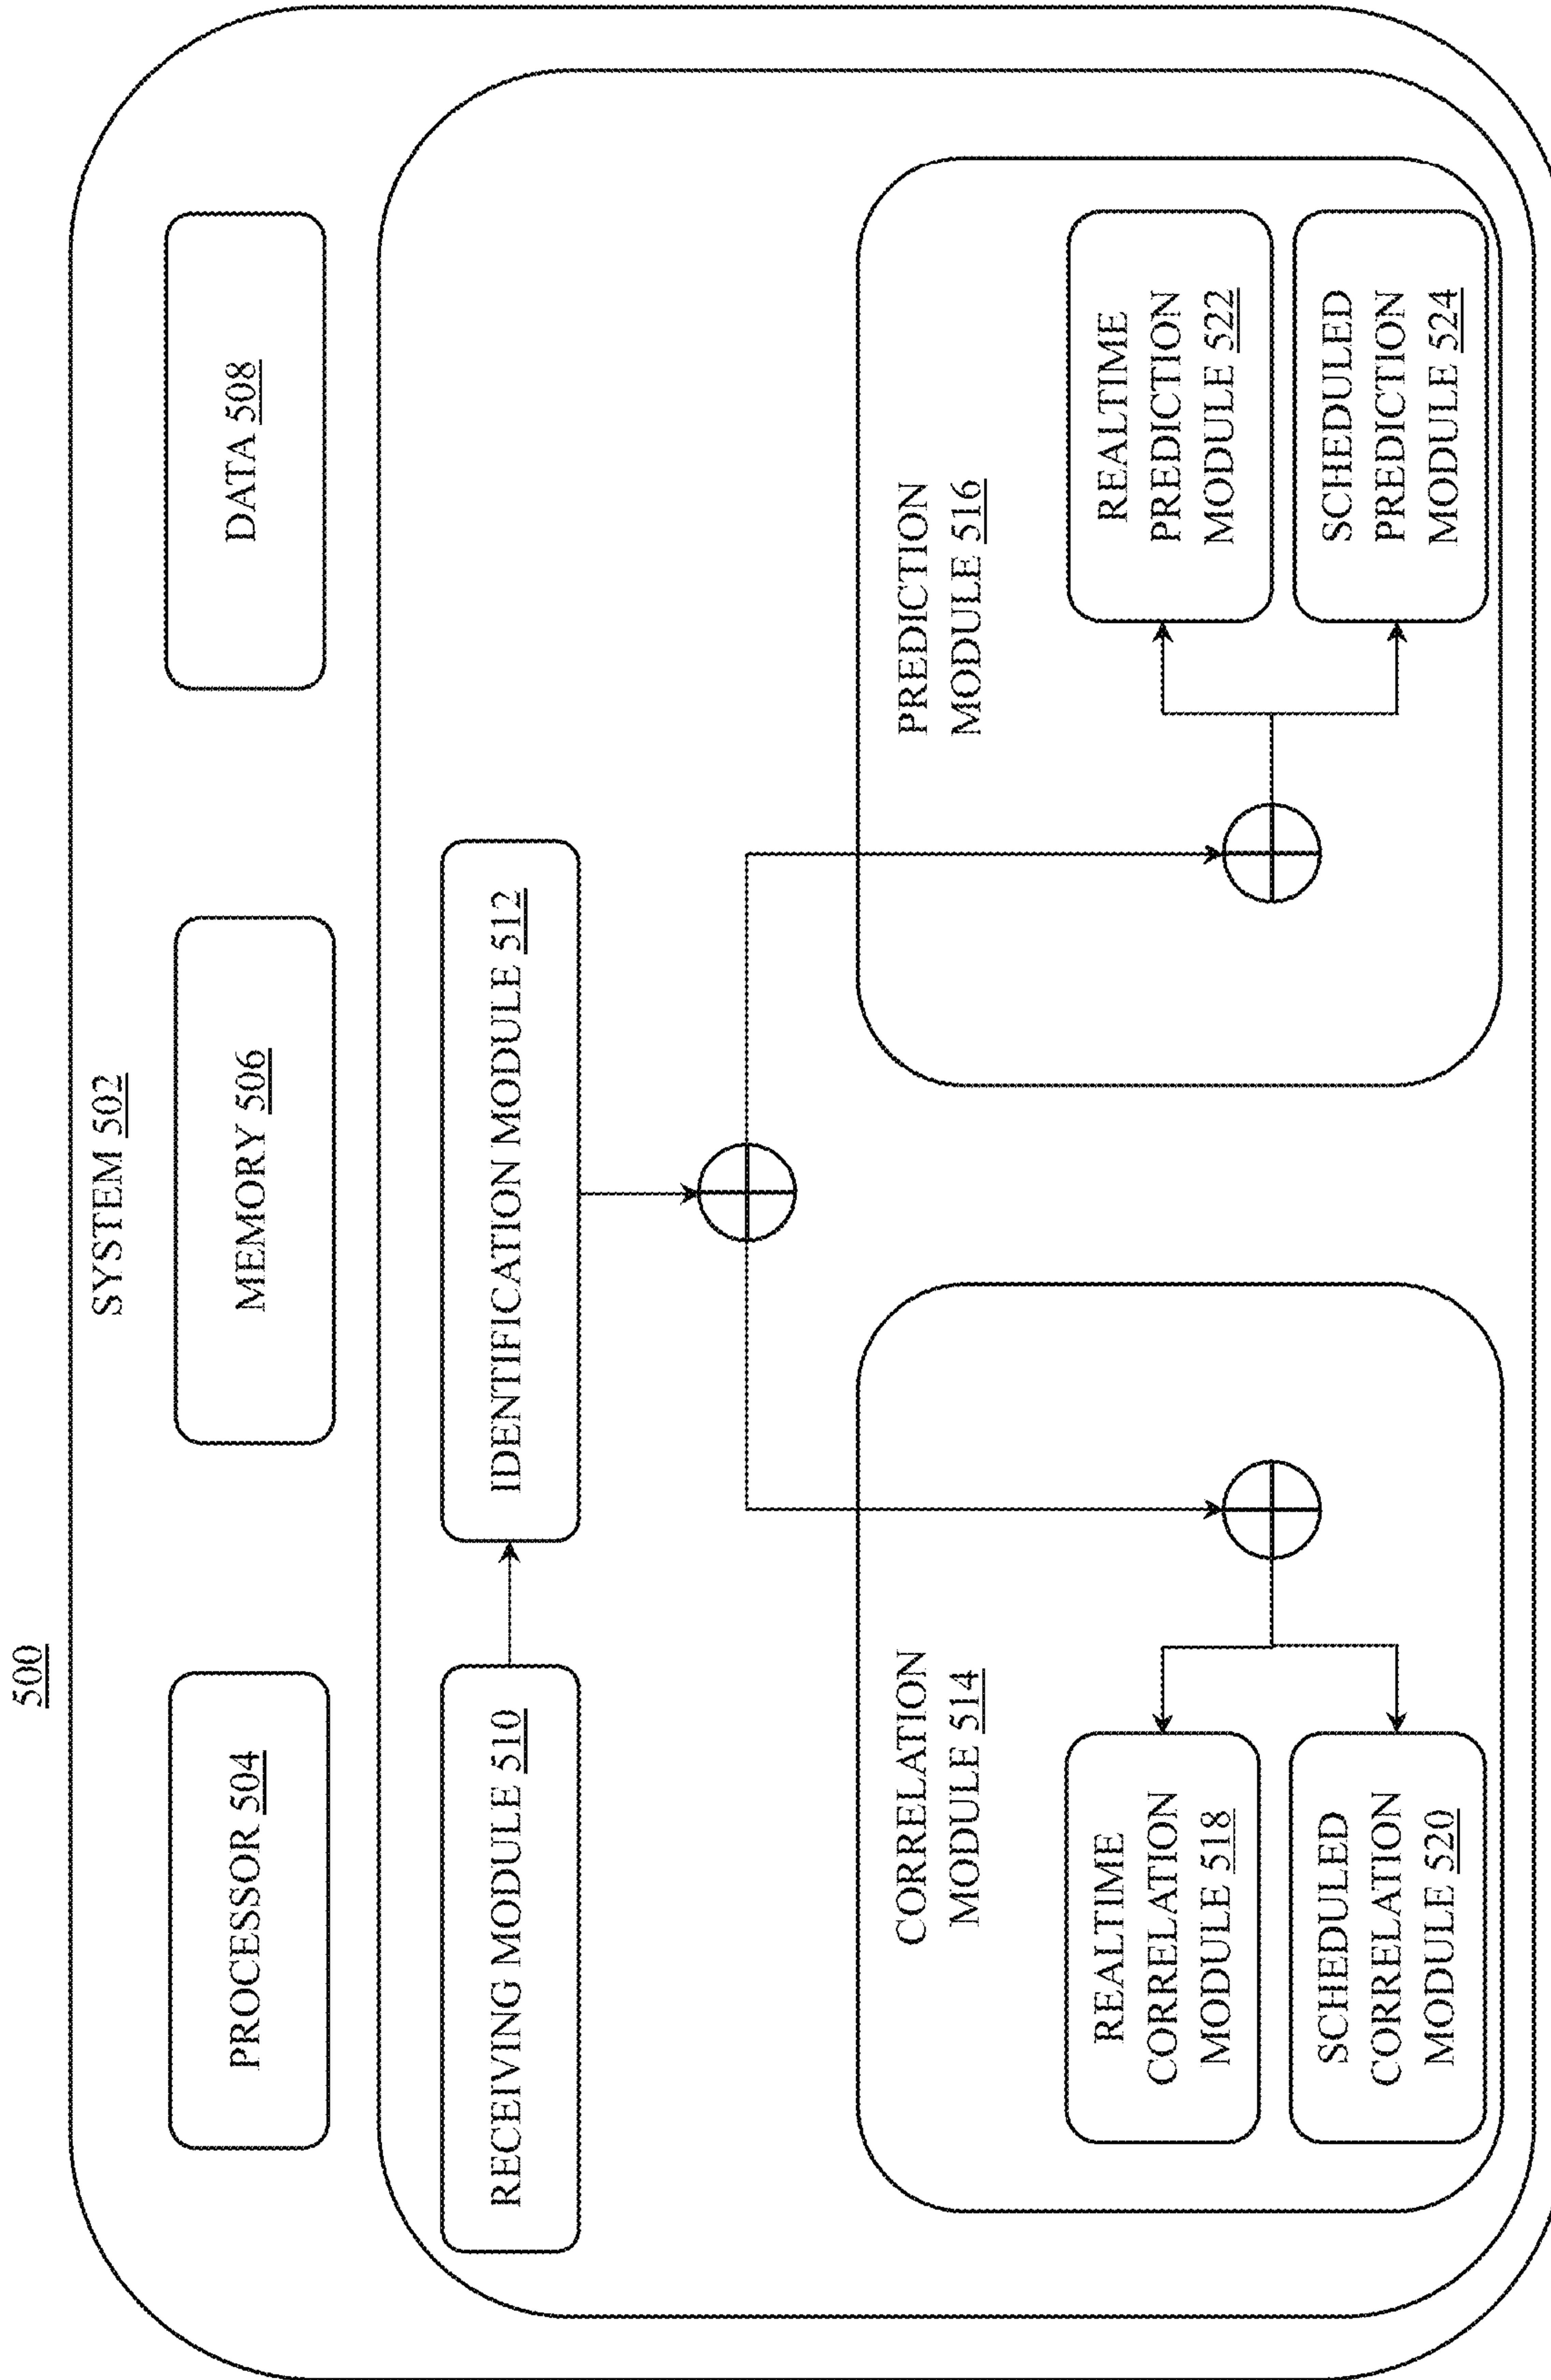 500
SYSTEM 502
PROCESSOR 504
MEMORY 506
DATA 508
RECEIVING MODULE 510
IDENTIFICATION MODULE 512
CORRELATION
MODULE 514
REALTIME
CORRELATION
MODULE 518
SCHEDULED
CORRELATION
MODULE 520
PREDICTION
MODULE 516
REALTIME
PREDICTION
MODULE 522
SCHEDULED
PREDICTION
MODULE 524